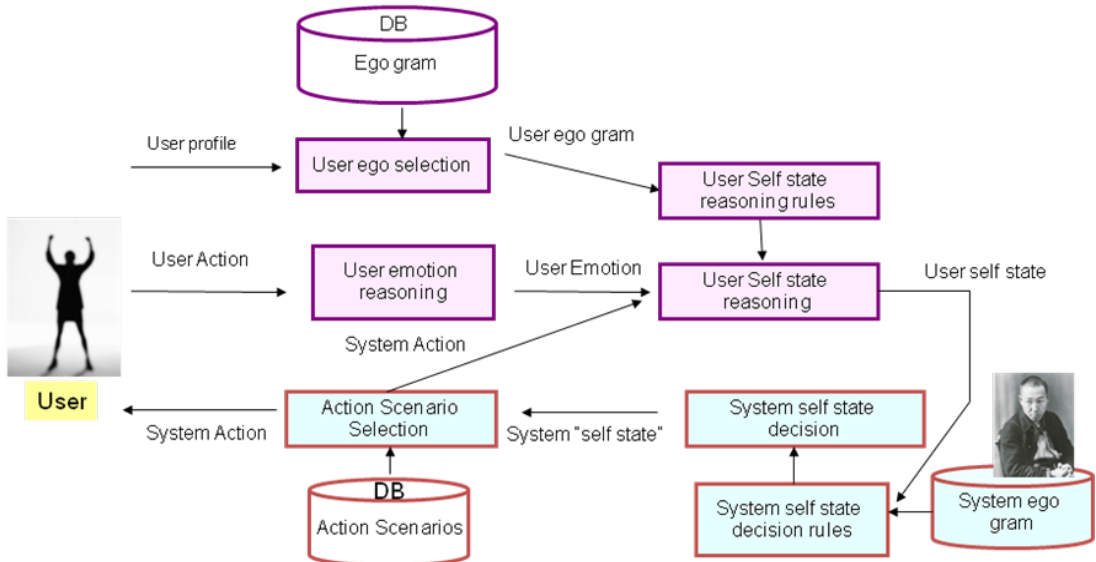 DB
Ego gram
User profile
User ego selection
User ego gram
User Self state
reasoning rules
User Action
User emotion
reasoning
User Emotion
User Self state
reasoning
User self state
System Action
User
System Action
Action Scenario
Selection
System "self state"
System self state
decision
DB
Action Scenarios
System self state
decision rules
System ego
gram